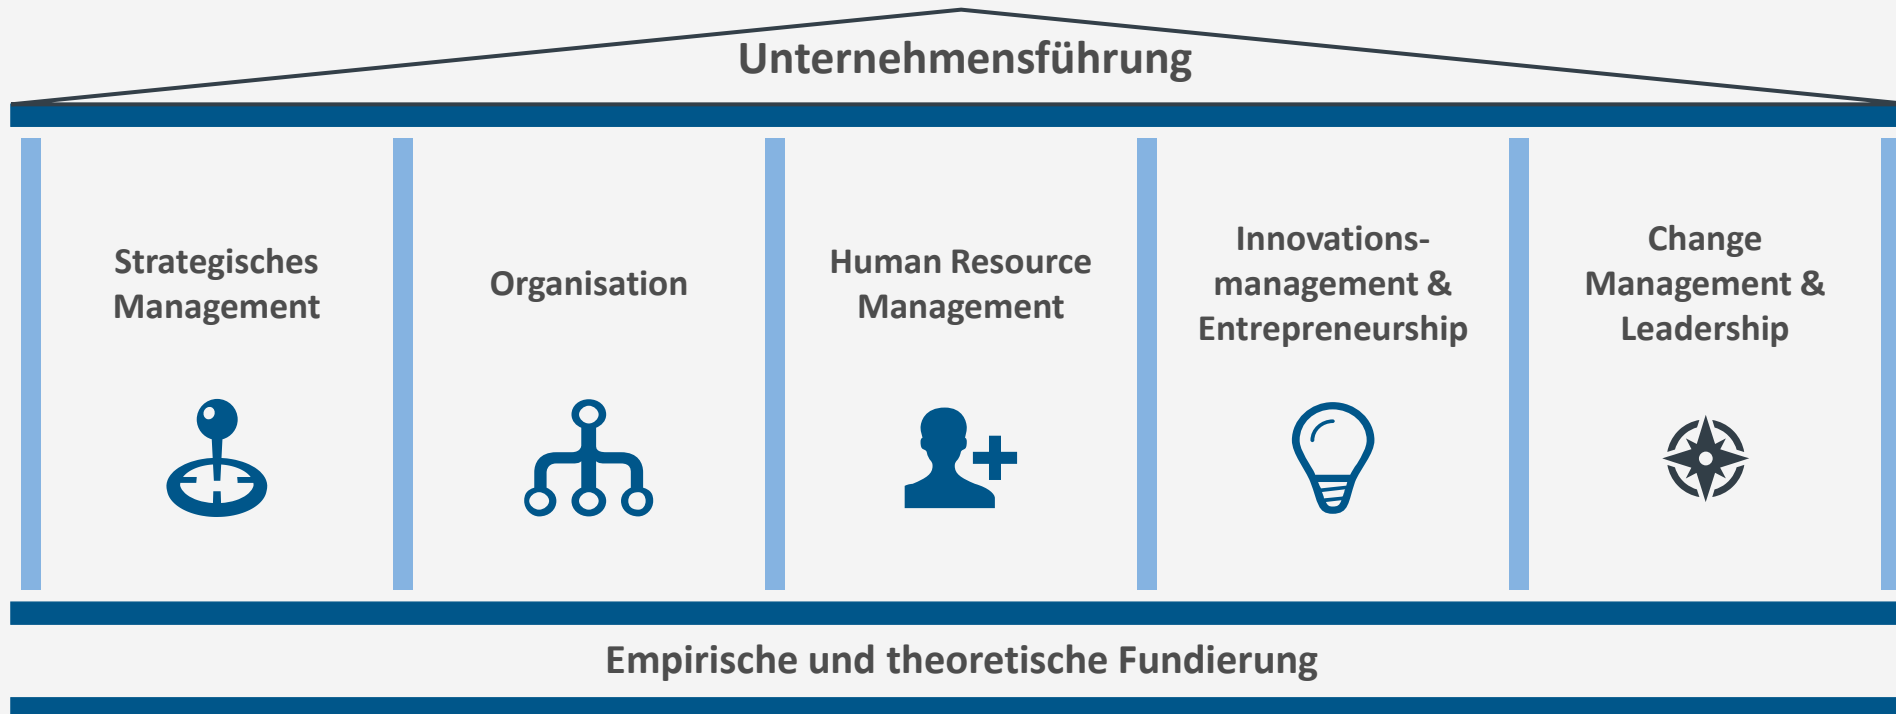 Unternehmensführung
Strategisches
Management
Organisation
Human Resource
Management
Innovations-
management &
Entrepreneurship
Change
Management &
Leadership
Empirische und theoretische Fundierung